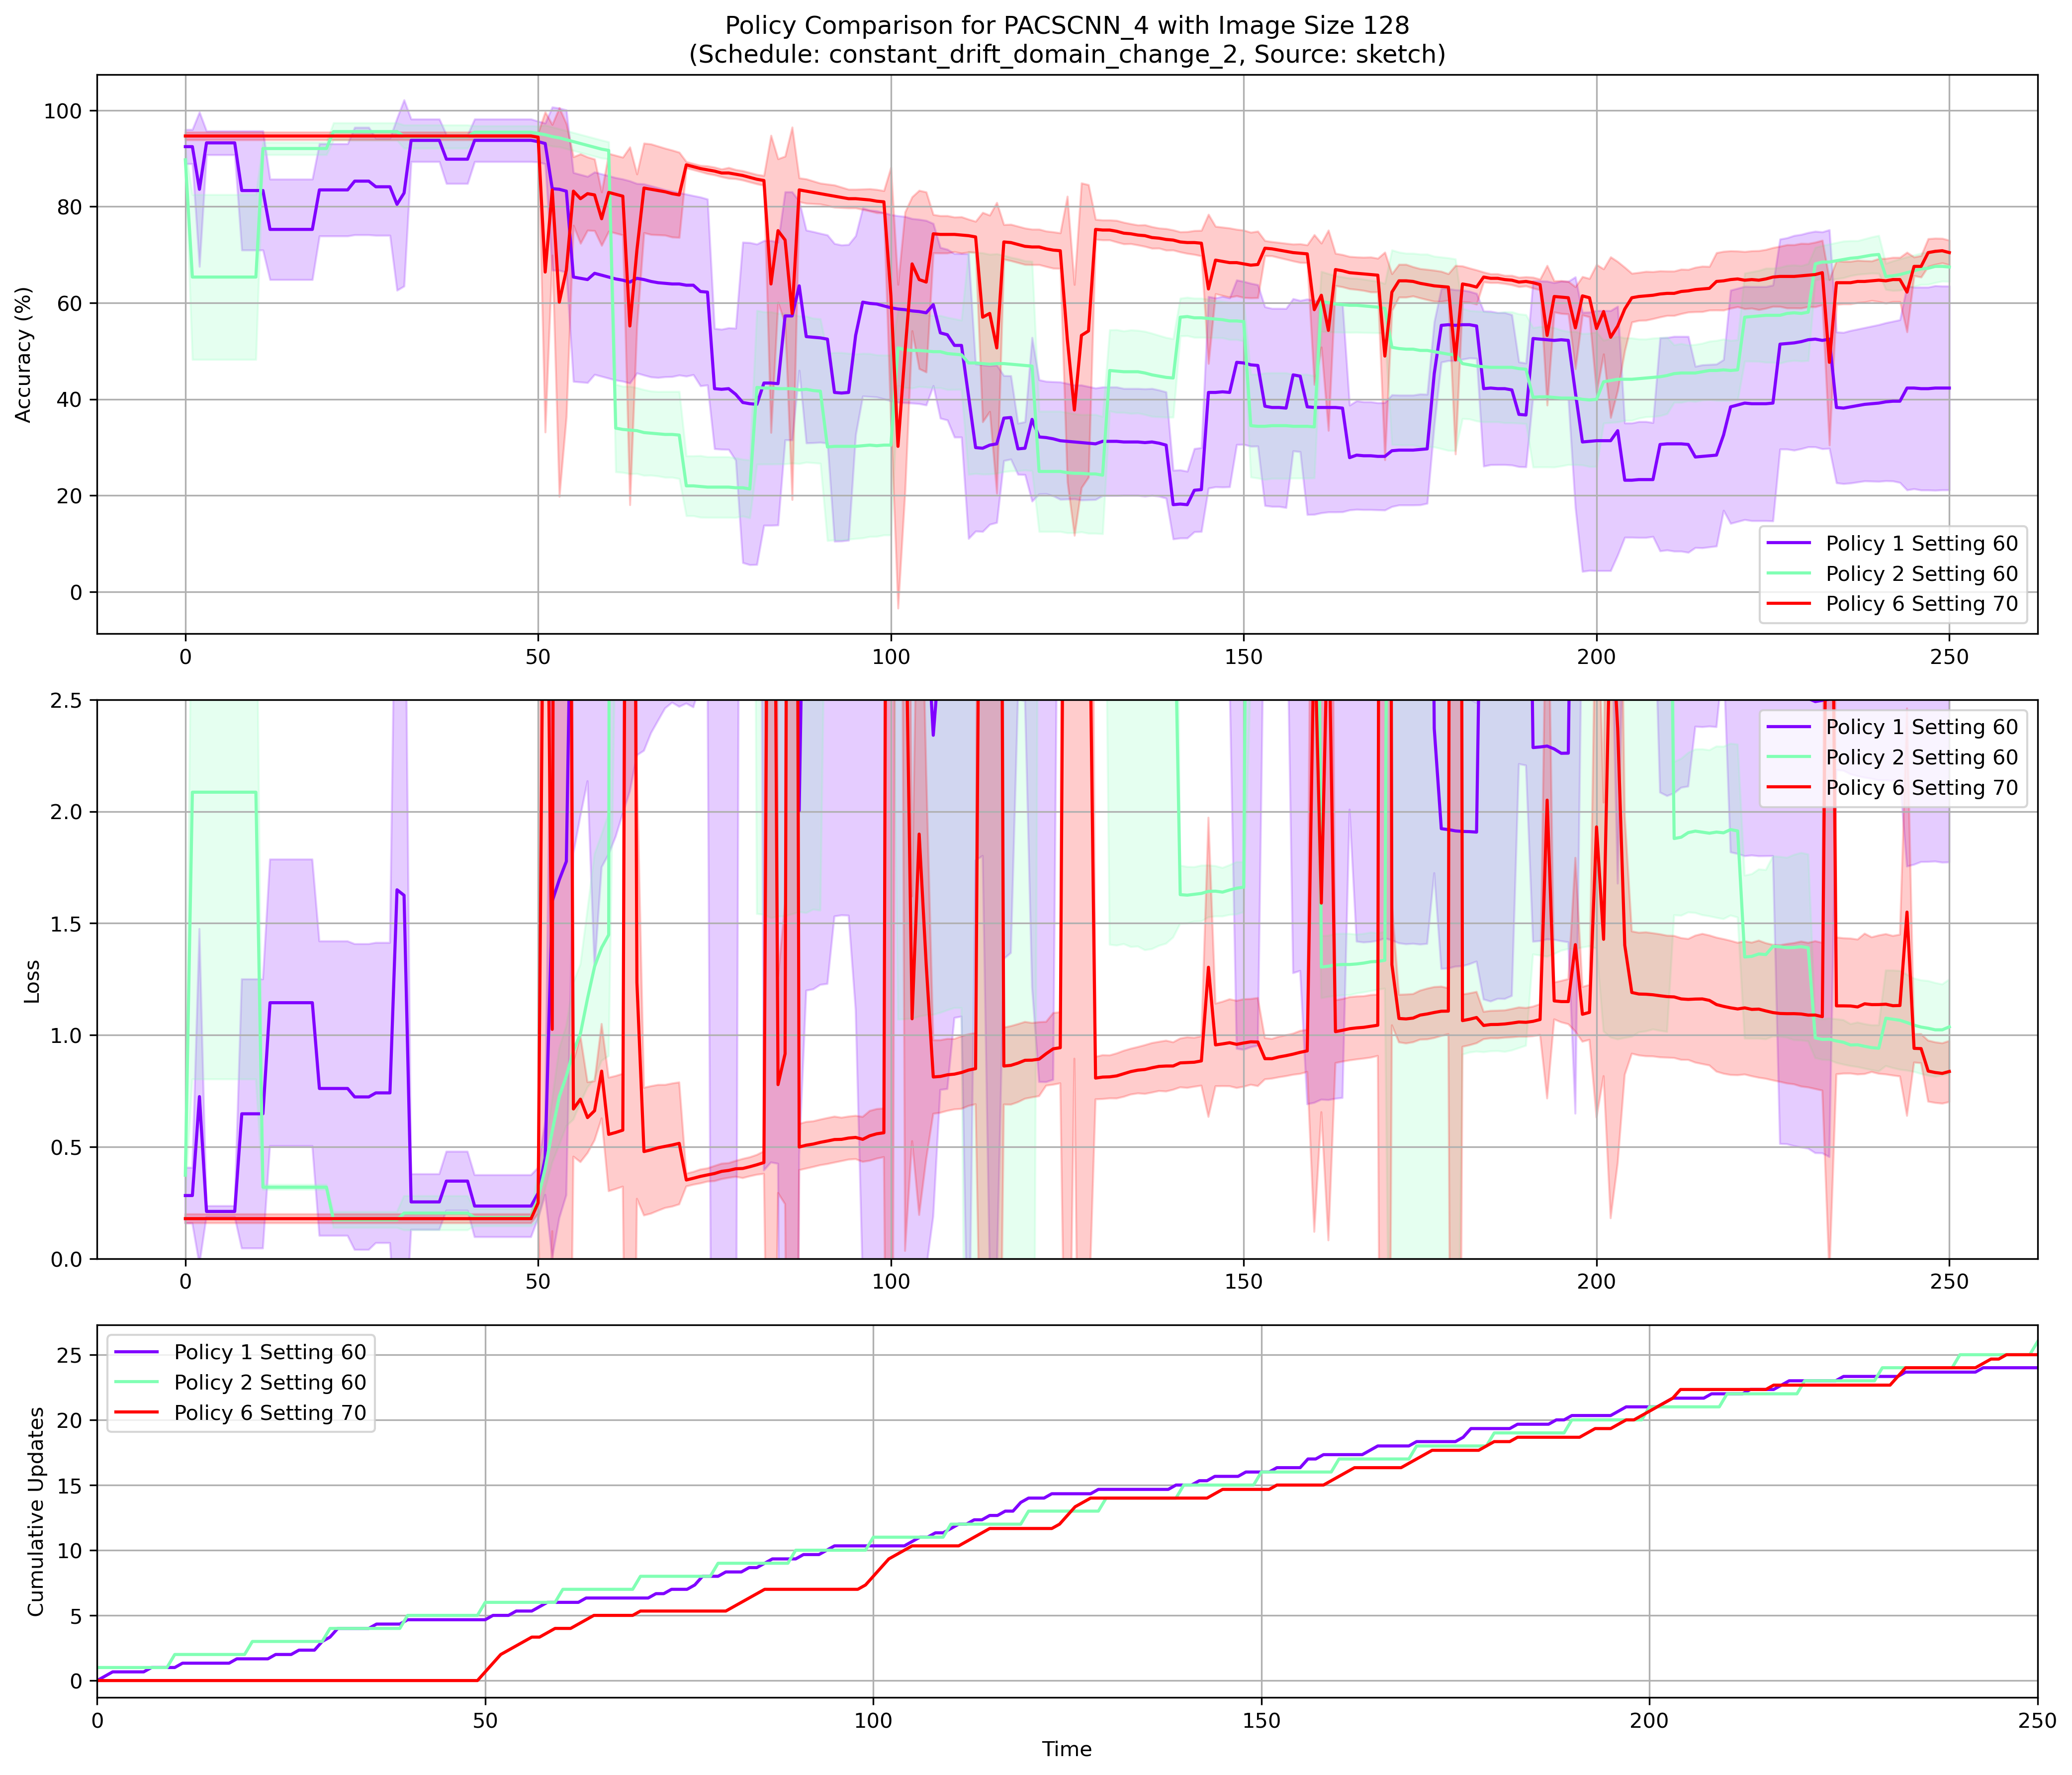 Policy Comparison for PACSCNN_4 with Image Size 128
(Schedule: constant_drift_domain_change_2, Source: sketch)
Accuracy (%)
100
80
60
40
20
0
Policy 1 Setting 60
Policy 2 Setting 60
Policy 6 Setting 70
0 50 100 150 200 250
Loss
2.5
2.0
1.5
1.0
0.5
0.0
Policy 1 Setting 60
Policy 2 Setting 60
Policy 6 Setting 70
0 50 100 150 200 250
Cumulative Updates
25
20
15
10
5
0
Policy 1 Setting 60
Policy 2 Setting 60
Policy 6 Setting 70
0 50 100 150 200 250
Time